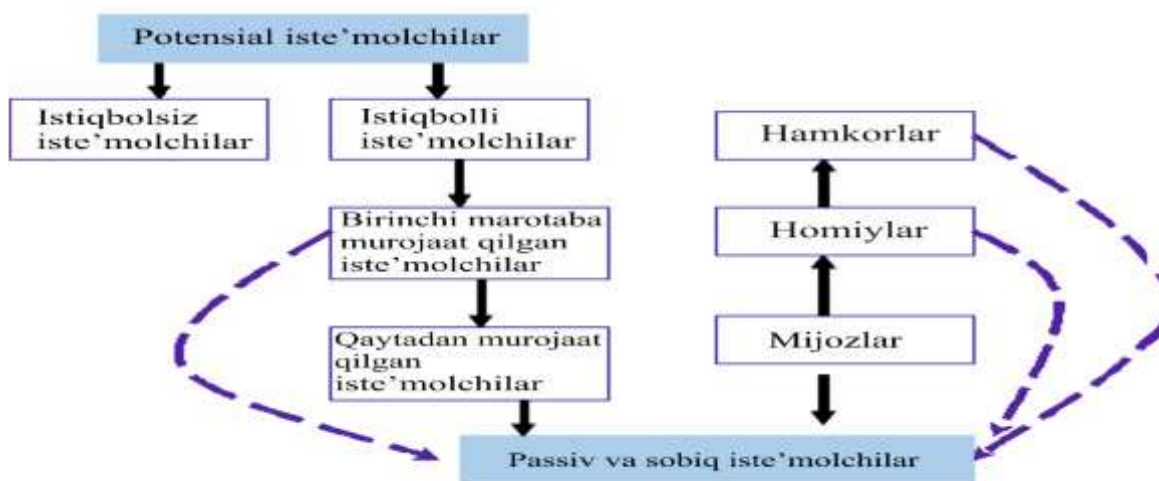 Potensial iste’molchilar
Istiqbolsiz
iste’molchilar
Istiqbolli
iste’molchilar
Birinchi marotaba
murojaat qilgan
iste’molchilar
Qaytadan murojaat
qilgan
iste’molchilar
Hamkorlar
Homiylar
Mijozlar
Passiv va sobiq iste’molchilar